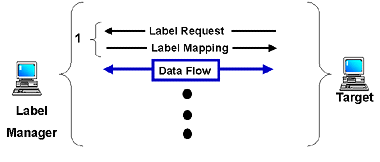 1
Label Request
Label Mapping
Data Flow
Label
Manager
Target